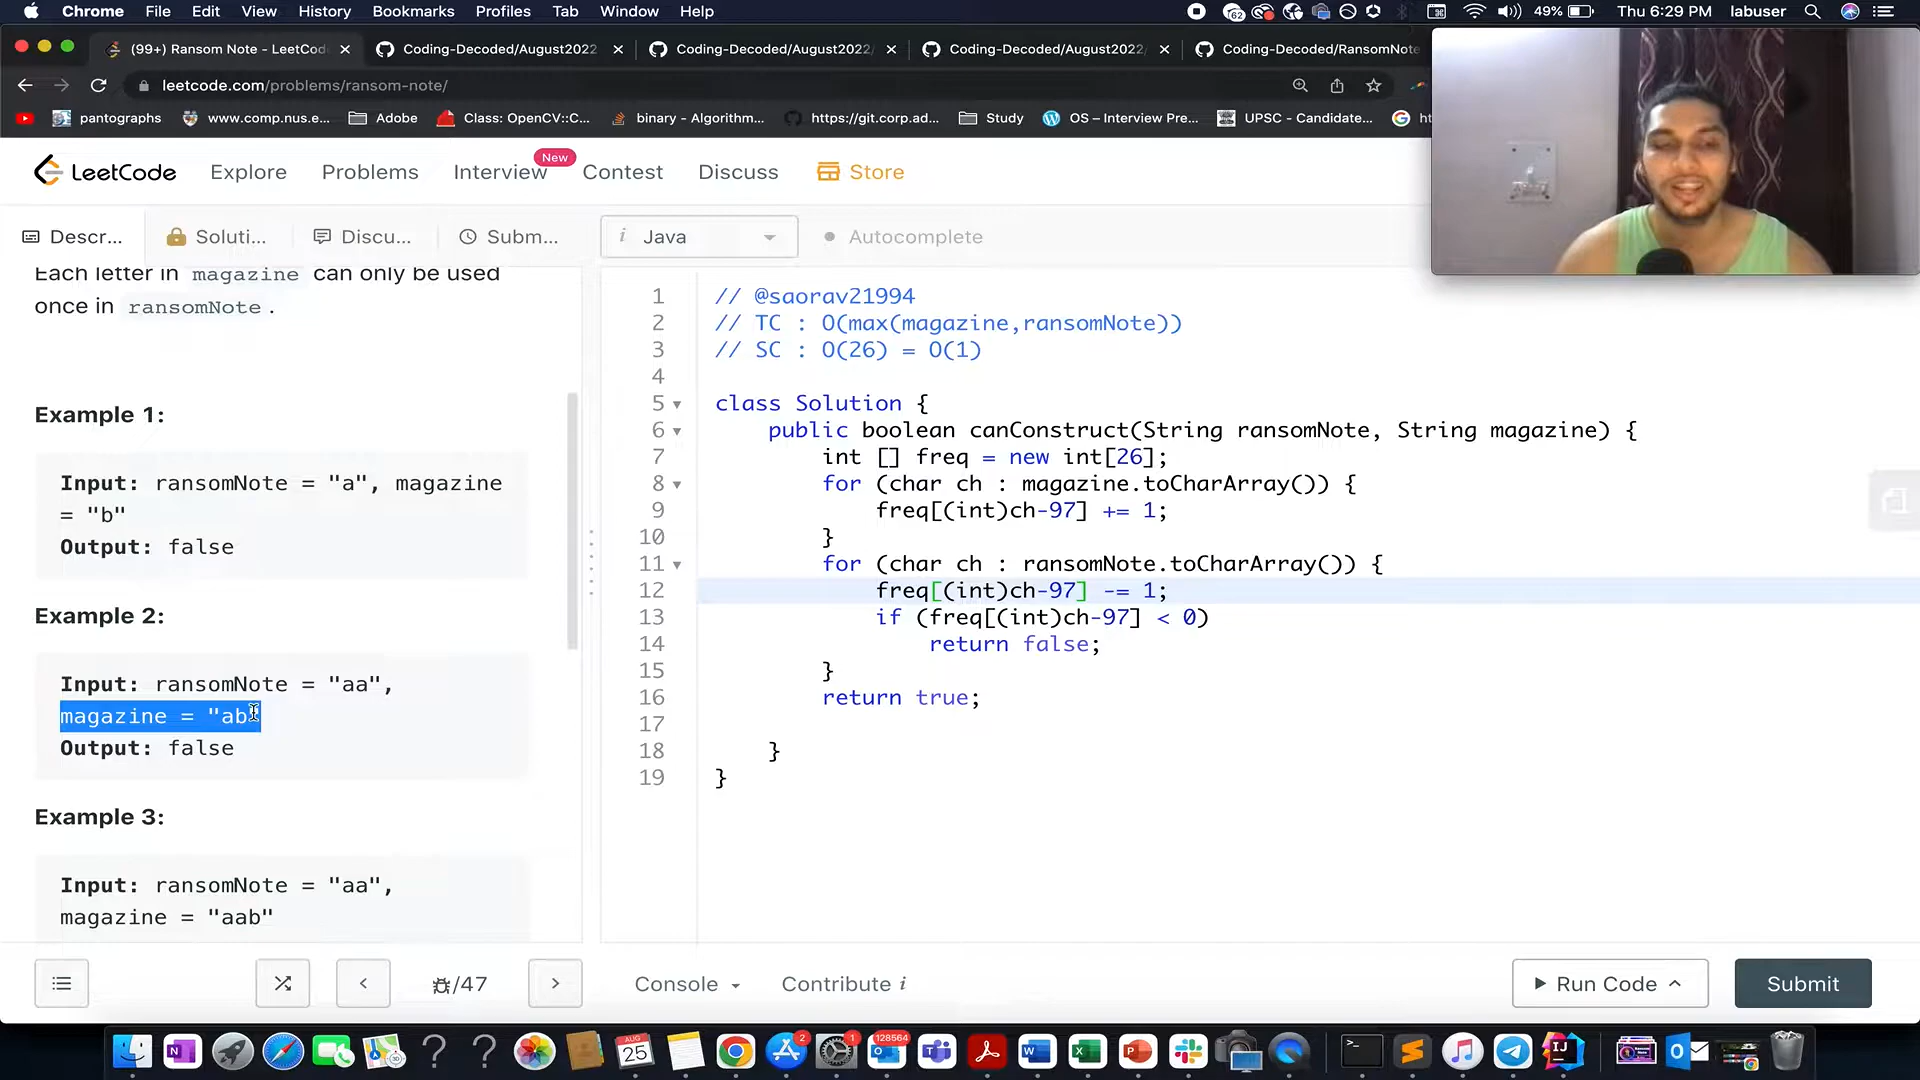 Chrome File Edit View History Bookmarks Profiles Tab Window Help
49% Thu 6:29 PM labuser
(99+) Ransom Note - LeetCod
Coding-Decoded/August2022
Coding-Decoded/August2022/
Coding-Decoded/August2022/
Coding-Decoded/RansomNote
leetcode.com/problems/ransom-note/
pantographs
www.comp.nus.e...
Adobe
Class: OpenCV::C...
binary - Algorithm...
https://git.corp.ad...
Study
OS – Interview Pre...
UPSC - Candidate...
LeetCode
Explore
Problems
Interview
New
Contest
Discuss
Store
Descr...
Soluti...
Discu...
Subm...
i Java
Autocomplete
Each letter in magazine can only be used
once in ransomNote.
Example 1:
Input: ransomNote = "a", magazine
= "b"
Output: false
Example 2:
Input: ransomNote = "aa",
magazine = "ab"
Output: false
Example 3:
Input: ransomNote = "aa",
magazine = "aab"
1 // @saorav21994
2 // TC : O(max(magazine,ransomNote))
3 // SC : O(26) = O(1)
4
5 class Solution {
6 public boolean canConstruct(String ransomNote, String magazine) {
7 int [] freq = new int[26];
8 for (char ch : magazine.toCharArray()) {
9 freq[(int)ch-97] += 1;
10 }
11 for (char ch : ransomNote.toCharArray()) {
12 freq[(int)ch-97] -= 1;
13 if (freq[(int)ch-97] < 0)
14 return false;
15 }
16 return true;
17
18 }
19 }
/47
Console
Contribute i
Run Code
Submit
AUG
25
2
1
128564